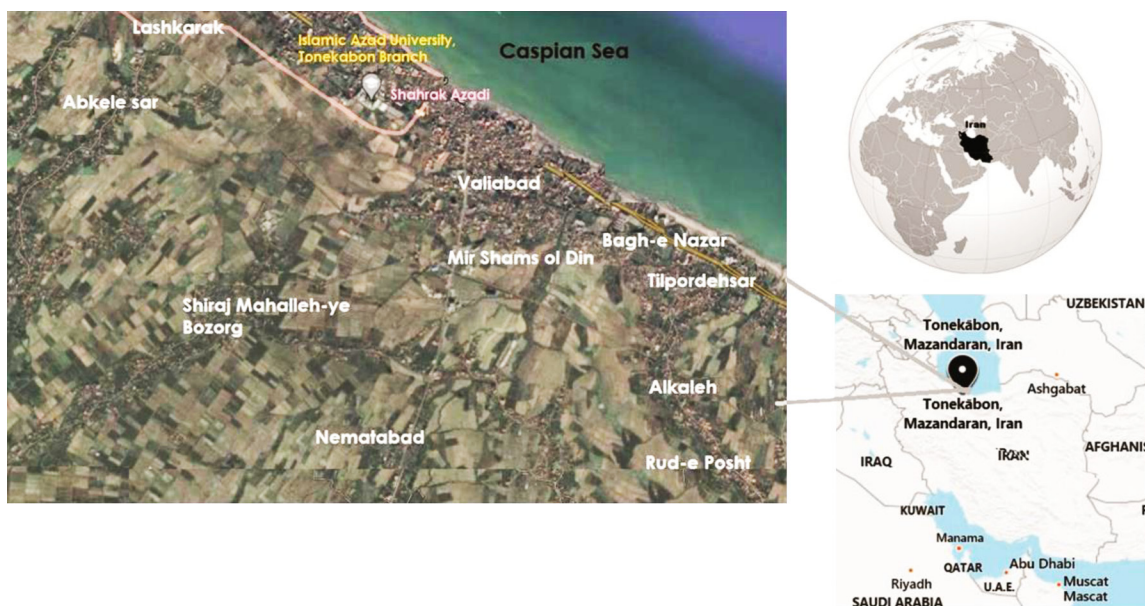 Lashkarak
Islamic Azad University,
Tonekabon Branch
Caspian Sea
Shahrak Azadi
Abkele sar
Valiabad
Bagh-e Nazar
Mir Shams ol Din
Tilpordehsar
Shiraj Mahalleh-ye
Bozorg
Alkaleh
Nematabad
Rud-e Posht
Iran
UZBEKISTAN
Tonekābon,
Mazandaran, Iran
Ashgabat
Tonekābon,
Mazandaran, Iran
AFGHANIS
IRAQ
IRAN
KUWAIT
Manama
QATAR
Abu Dhabi
U.A.E.
Riyadh
Muscat
Mascat
SAUDI ARABIA